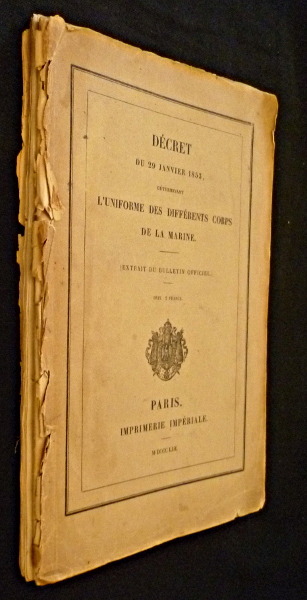 DÉCRET
DU 29 JANVIER 1853,
DÉTERMINANT
L'UNIFORME DES DIFFÉRENTS CORPS
DE LA MARINE.
(EXTRAIT DU BULLETIN OFFICIEL.)
PARIS.
IMPRIMERIE IMPÉRIALE.